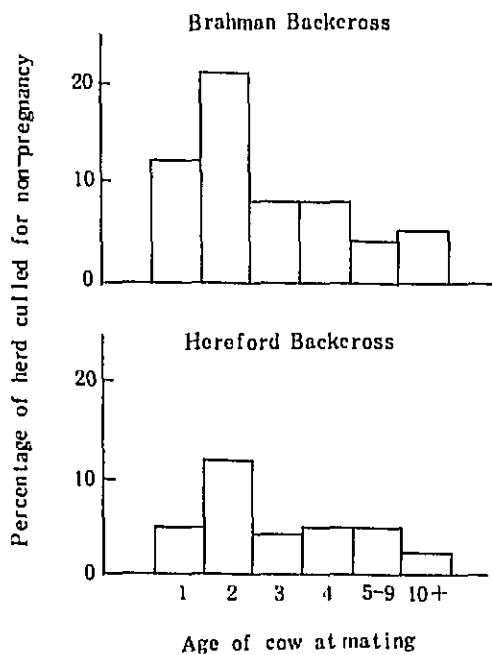 Brahman Backcross
Percentage of herd culled for non-pregnancy
20
10
0
Hereford Backcross
20
10
0
1 2 3 4 5-9 10+
Age of cow at mating